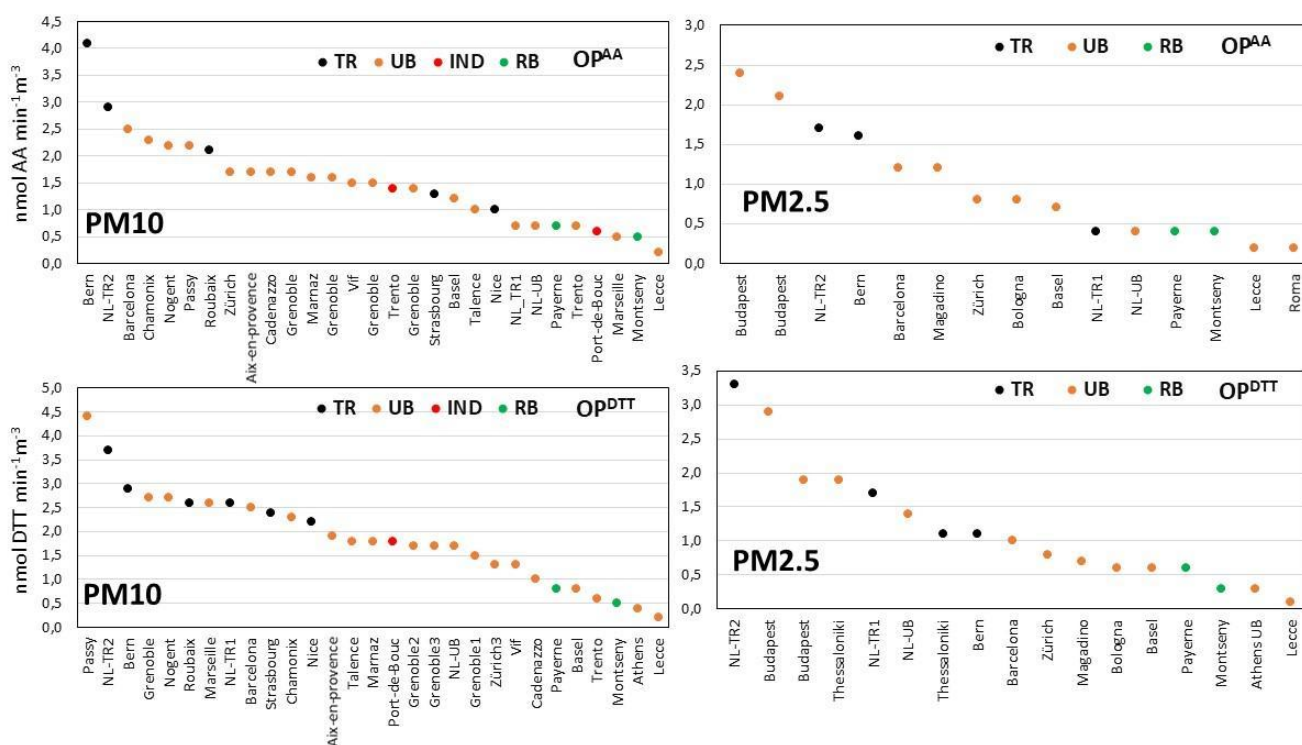 nmol AA min⁻¹m⁻³
4,5
4,0
3,5
3,0
2,5
2,0
1,5
1,0
0,5
0,0
TR UB IND RB OPᴬᴬ
PM10
Bern
NL-TR2
Barcelona
Chamonix
Nogent
Passy
Roubaix
Zürich
Aix-en-provence
Cadenazzo
Grenoble
Marnaz
Grenoble
Vif
Grenoble
Trento
Grenoble
Strasbourg
Basel
Talence
Nice
NL_TR1
NL-UB
Payerne
Trento
Port-de-Bouc
Marseille
Montseny
Lecce
3,0
2,5
2,0
1,5
1,0
0,5
0,0
TR UB RB OPᴬᴬ
PM2.5
Budapest
Budapest
NL-TR2
Bern
Barcelona
Magadino
Zürich
Bologna
Basel
NL-TR1
NL-UB
Payerne
Montseny
Lecce
Roma
nmol DTT min⁻¹m⁻³
5,0
4,5
4,0
3,5
3,0
2,5
2,0
1,5
1,0
0,5
0,0
TR UB IND RB OPᴰᵀᵀ
PM10
Passy
NL-TR2
Bern
Grenoble
Nogent
Roubaix
Marseille
NL-TR1
Barcelona
Strasbourg
Chamonix
Nice
Aix-en-provence
Talence
Marnaz
Port-de-Bouc
Grenoble2
Grenoble3
NL-UB
Grenoble1
Zürich3
Vif
Cadenazzo
Payerne
Basel
Trento
Montseny
Athens
Lecce
3,5
3,0
2,5
2,0
1,5
1,0
0,5
0,0
TR UB RB OPᴰᵀᵀ
PM2.5
NL-TR2
Budapest
Budapest
Thessaloniki
NL-TR1
NL-UB
Thessaloniki
Bern
Barcelona
Zürich
Magadino
Bologna
Basel
Payerne
Montseny
Athens UB
Lecce